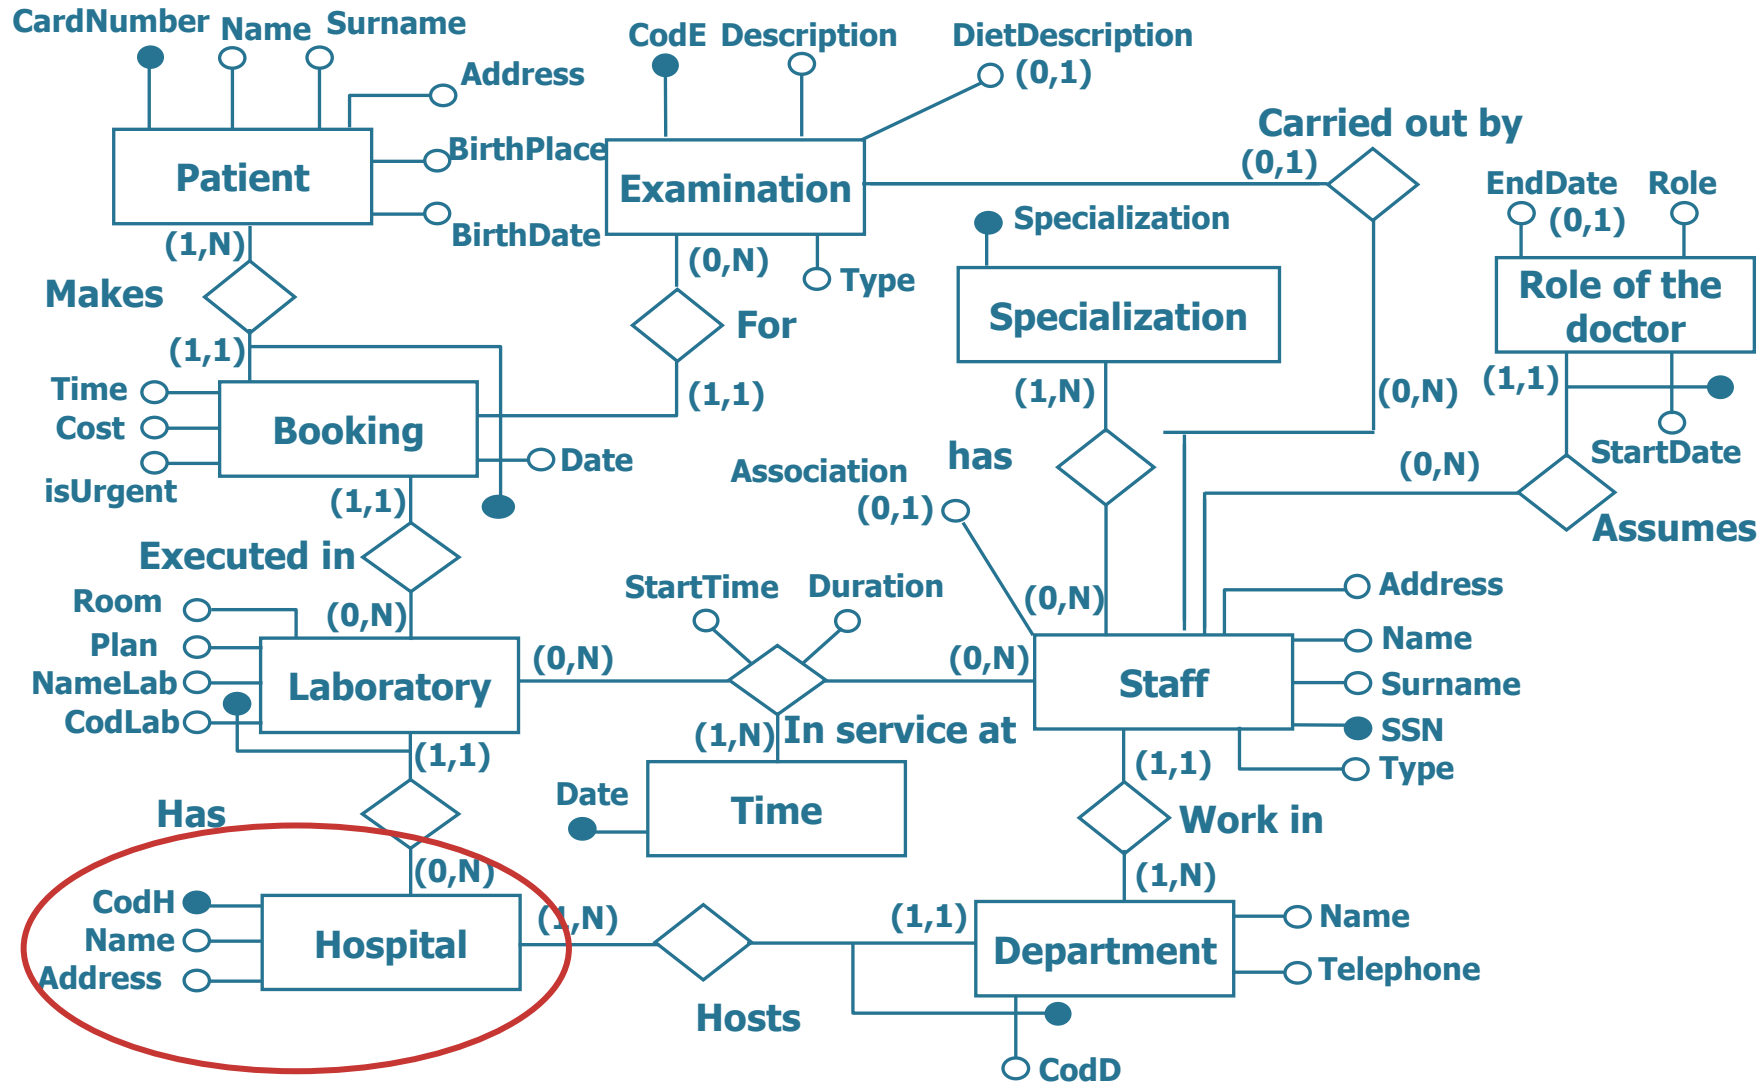 CardNumber Name Surname
Address
Patient
BirthPlace
BirthDate
(1,N)
Makes
(1,1)
CodE Description DietDescription
(0,1)
Examination
(0,N)
Type
For
(1,1)
Carried out by
(0,1)
Specialization
Specialization
(1,N)
has
(0,N)
EndDate Role
(0,1)
Role of the
doctor
(1,1)
StartDate
(0,N)
(0,N)
Assumes
Time
Cost
isUrgent
Booking
Date
(1,1)
Executed in
(0,N)
Room
Plan
NameLab
CodLab
Laboratory
(1,1)
Has
(0,N)
Association
(0,1)
StartTime Duration
(0,N)
(0,N)
(1,N)
In service at
Date
Time
Staff
Address
Name
Surname
SSN
Type
(1,1)
Work in
(1,N)
CodH
Name
Address
Hospital
(1,N)
(1,1)
Hosts
Department
Name
Telephone
CodD